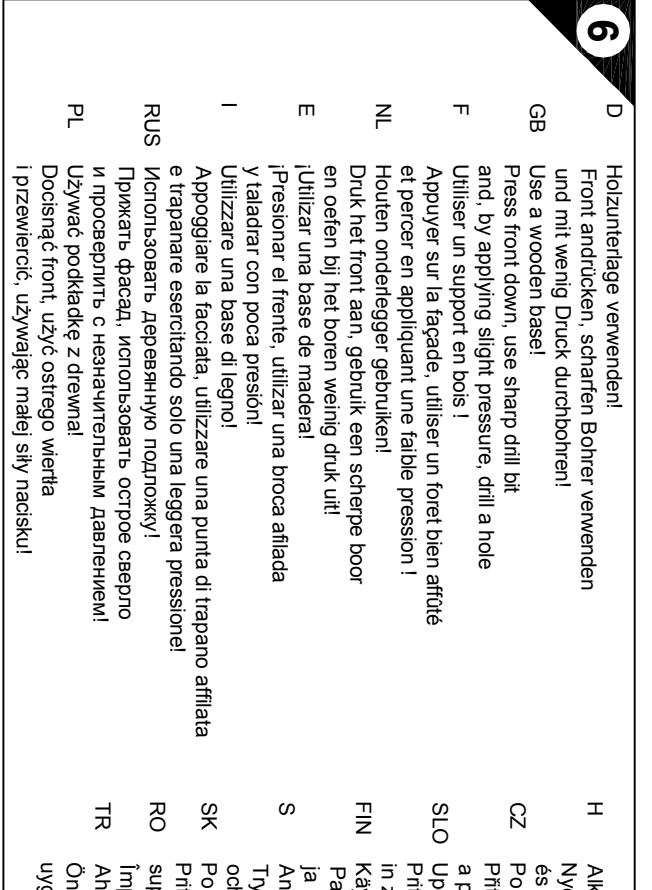 6
D Holzunterlage verwenden!
Front andrücken, scharfen Bohrer verwenden
und mit wenig Druck durchbohren!
GB Use a wooden base!
Press front down, use sharp drill bit
and, by applying slight pressure, drill a hole
F Utiliser un support en bois !
Appuyer sur la façade, utiliser un foret bien affûté
et percer en appliquant une faible pression !
NL Houten onderlegger gebruiken!
Druk het front aan, gebruik een scherpe boor
en oefen bij het boren weinig druk uit!
E ¡Utilizar una base de madera!
¡Presionar el frente, utilizar una broca afilada
y taladrar con poca presión!
I Utilizzare una base di legno!
Appoggiare la facciata, utilizzare una punta di trapano affilata
e trapanare esercitando solo una leggera pressione!
RUS Использовать деревянную подложку!
Прижать фасад, использовать острое сверло
и просверлить с незначительным давлением!
PL Używać podkładkę z drewna!
Docisnąć front, użyć ostrego wiertła
i przewiercić, używając małej siły nacisku!
H
és
CZ Po
SLO
in
FIN
ja
S
SK Po
RO
TR